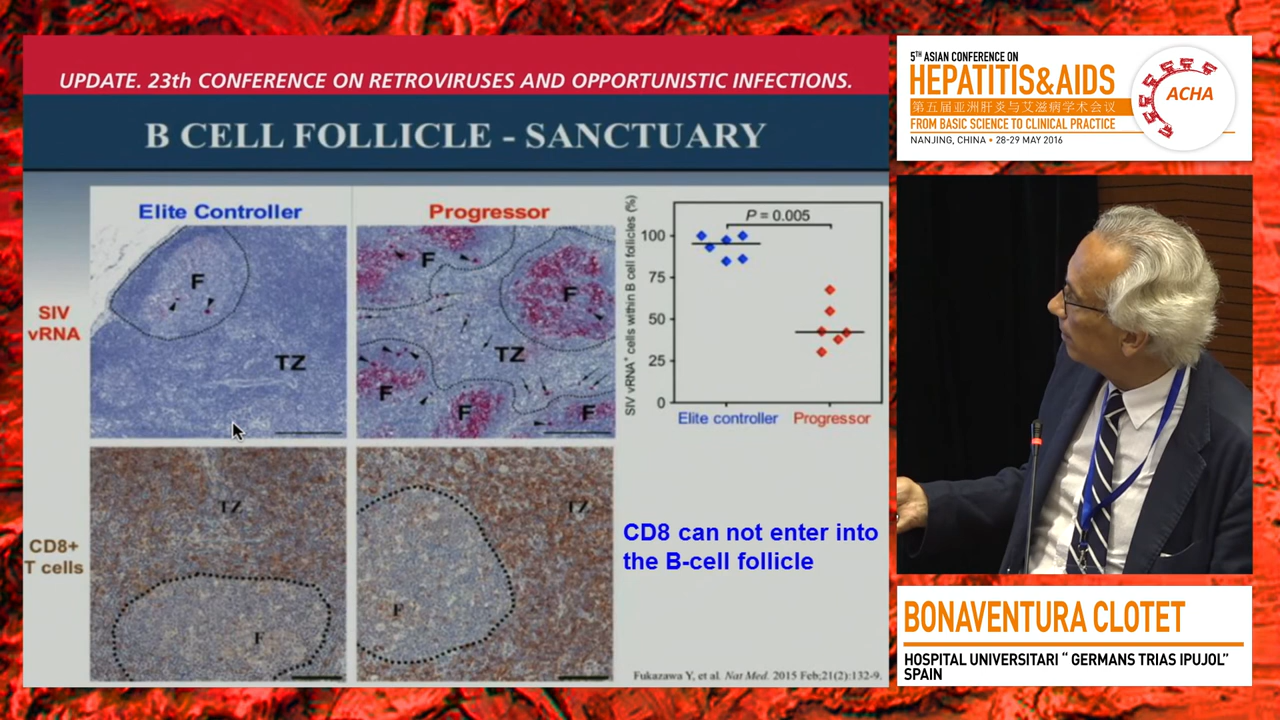 UPDATE. 23th CONFERENCE ON RETROVIRUSES AND OPPORTUNISTIC INFECTIONS.
B CELL FOLLICLE - SANCTUARY
Elite Controller
Progressor
SIV
vRNA
F
TZ
F
F
TZ
F
F
F
CD8+
T cells
TZ
F
TZ
F
SIV vRNA+ cells within B cell follicles (%)
P = 0.005
100
75
50
25
0
Elite controller
Progressor
CD8 can not enter into
the B-cell follicle
Fukazawa Y, et al. Nat Med. 2015 Feb;21(2):132-9.
5TH ASIAN CONFERENCE ON
HEPATITIS&AIDS
第五届亚洲肝炎与艾滋病学术会议
FROM BASIC SCIENCE TO CLINICAL PRACTICE
NANJING, CHINA • 28-29 MAY 2016
ACHA
BONAVENTURA CLOTET
HOSPITAL UNIVERSITARI “ GERMANS TRIAS IPUJOL”
SPAIN